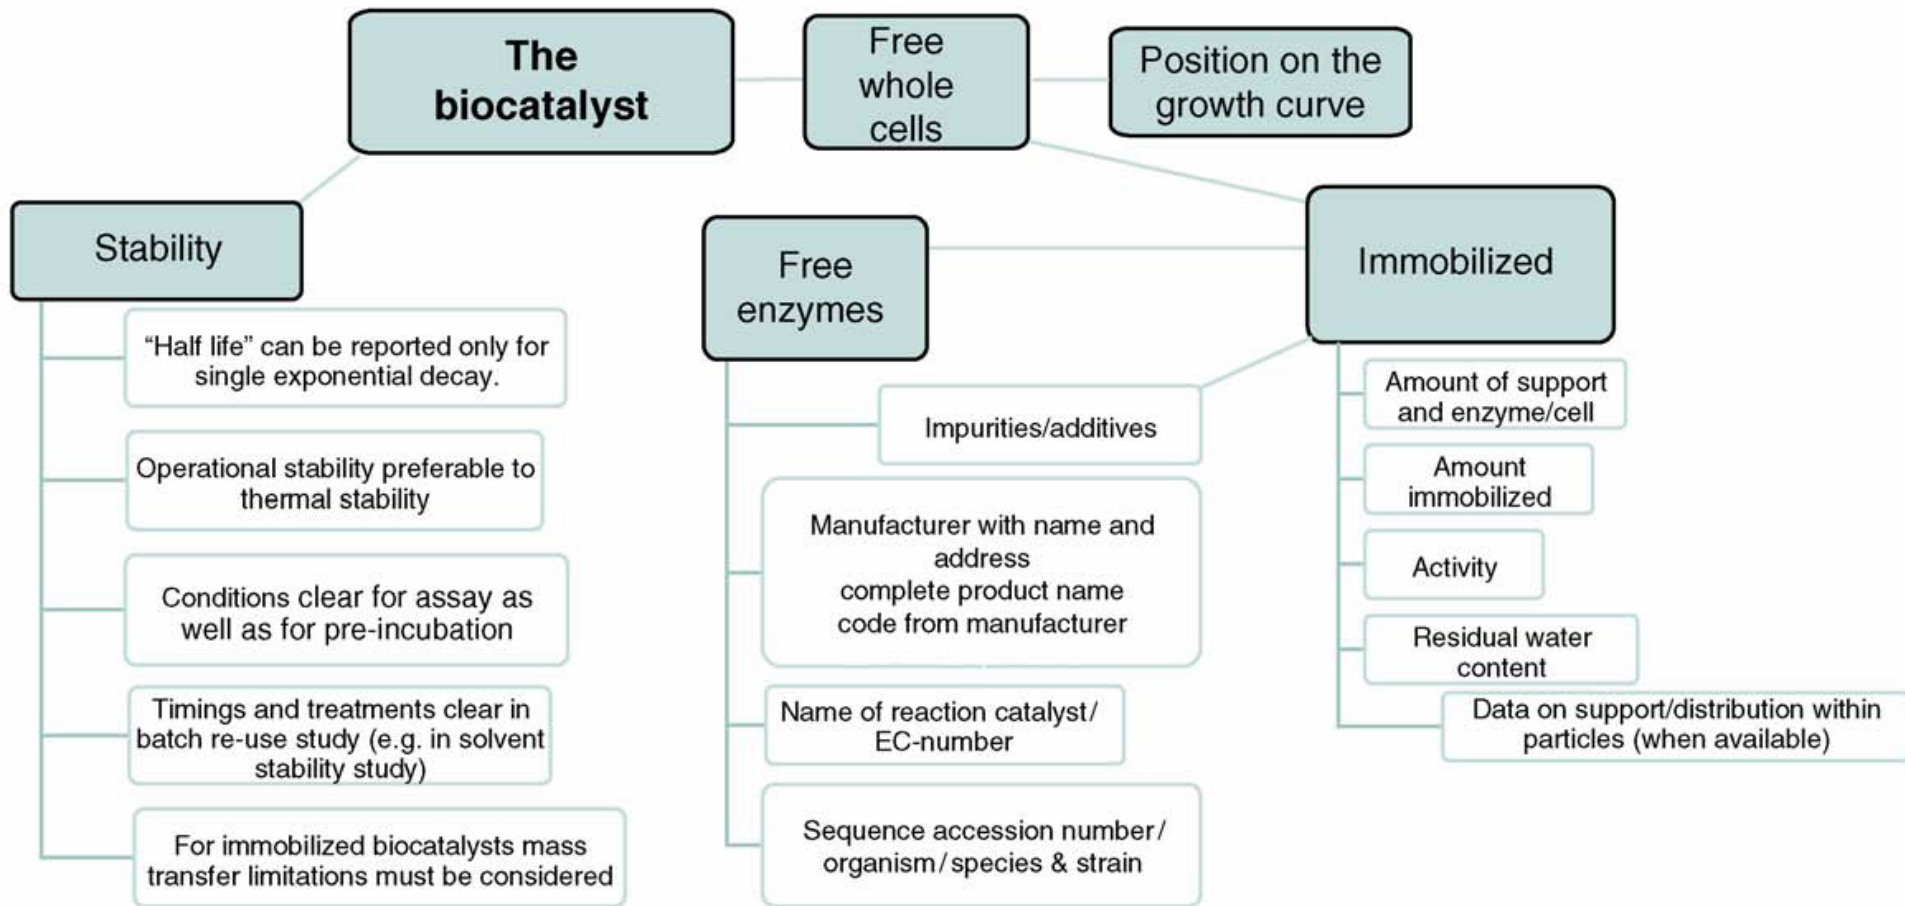 The
biocatalyst
Free
whole
cells
Position on the
growth curve
Stability
“Half life” can be reported only for
single exponential decay.
Operational stability preferable to
thermal stability
Conditions clear for assay as
well as for pre-incubation
Timings and treatments clear in
batch re-use study (e.g. in solvent
stability study)
For immobilized biocatalysts mass
transfer limitations must be considered
Free
enzymes
Impurities/additives
Manufacturer with name and
address
complete product name
code from manufacturer
Name of reaction catalyst/
EC-number
Sequence accession number/
organism/species & strain
Immobilized
Amount of support
and enzyme/cell
Amount
immobilized
Activity
Residual water
content
Data on support/distribution within
particles (when available)